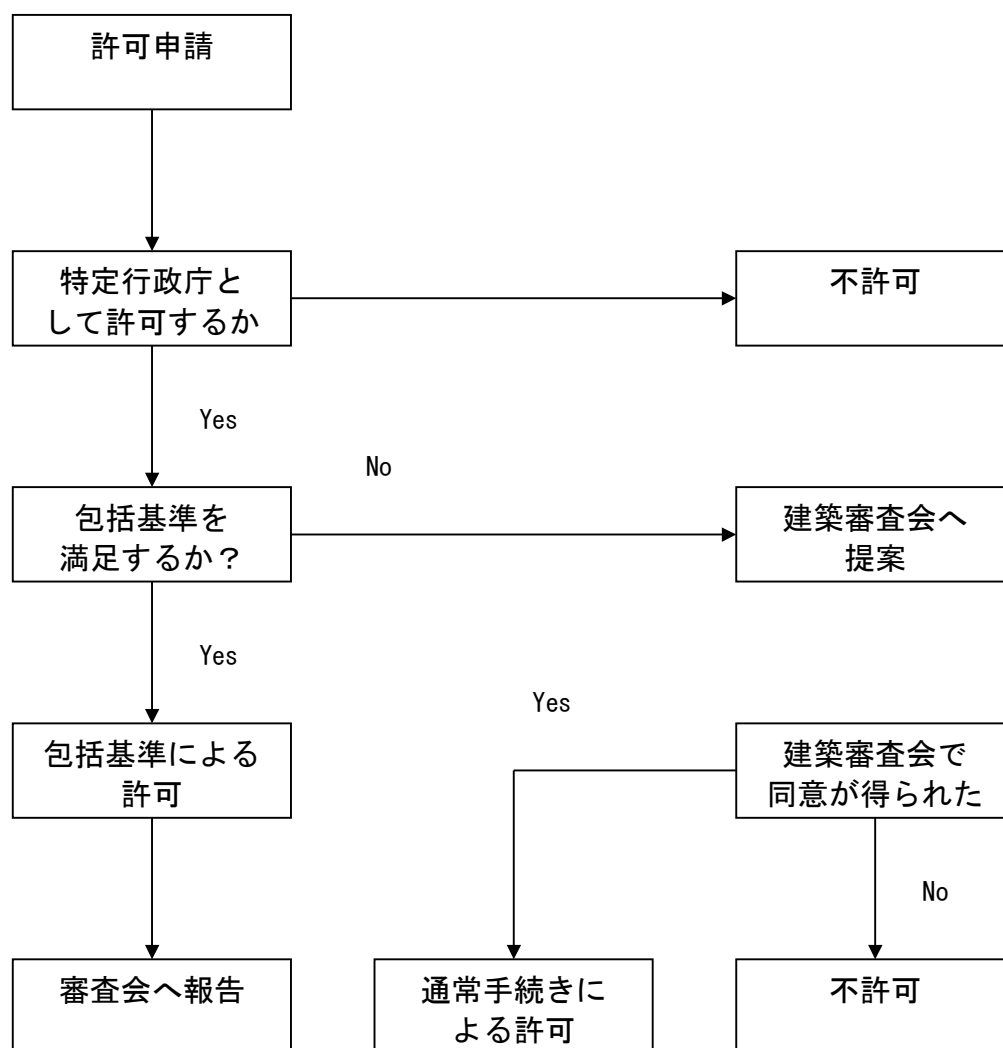 許可申請
特定行政庁と
して許可するか
不許可
Yes
No
包括基準を
満足するか？
建築審査会へ
提案
Yes
Yes
包括基準による
許可
建築審査会で
同意が得られた
No
審査会へ報告
通常手続きに
よる許可
不許可